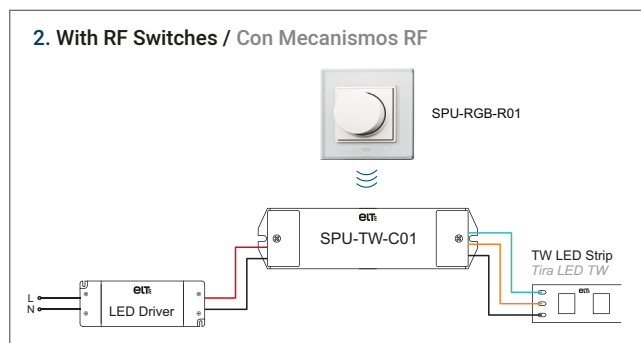 2. With RF Switches / Con Mecanismos RF
SPU-RGB-R01
elt
SPU-TW-C01
TW LED Strip
Tira LED TW
elt
L
N
elt
LED Driver